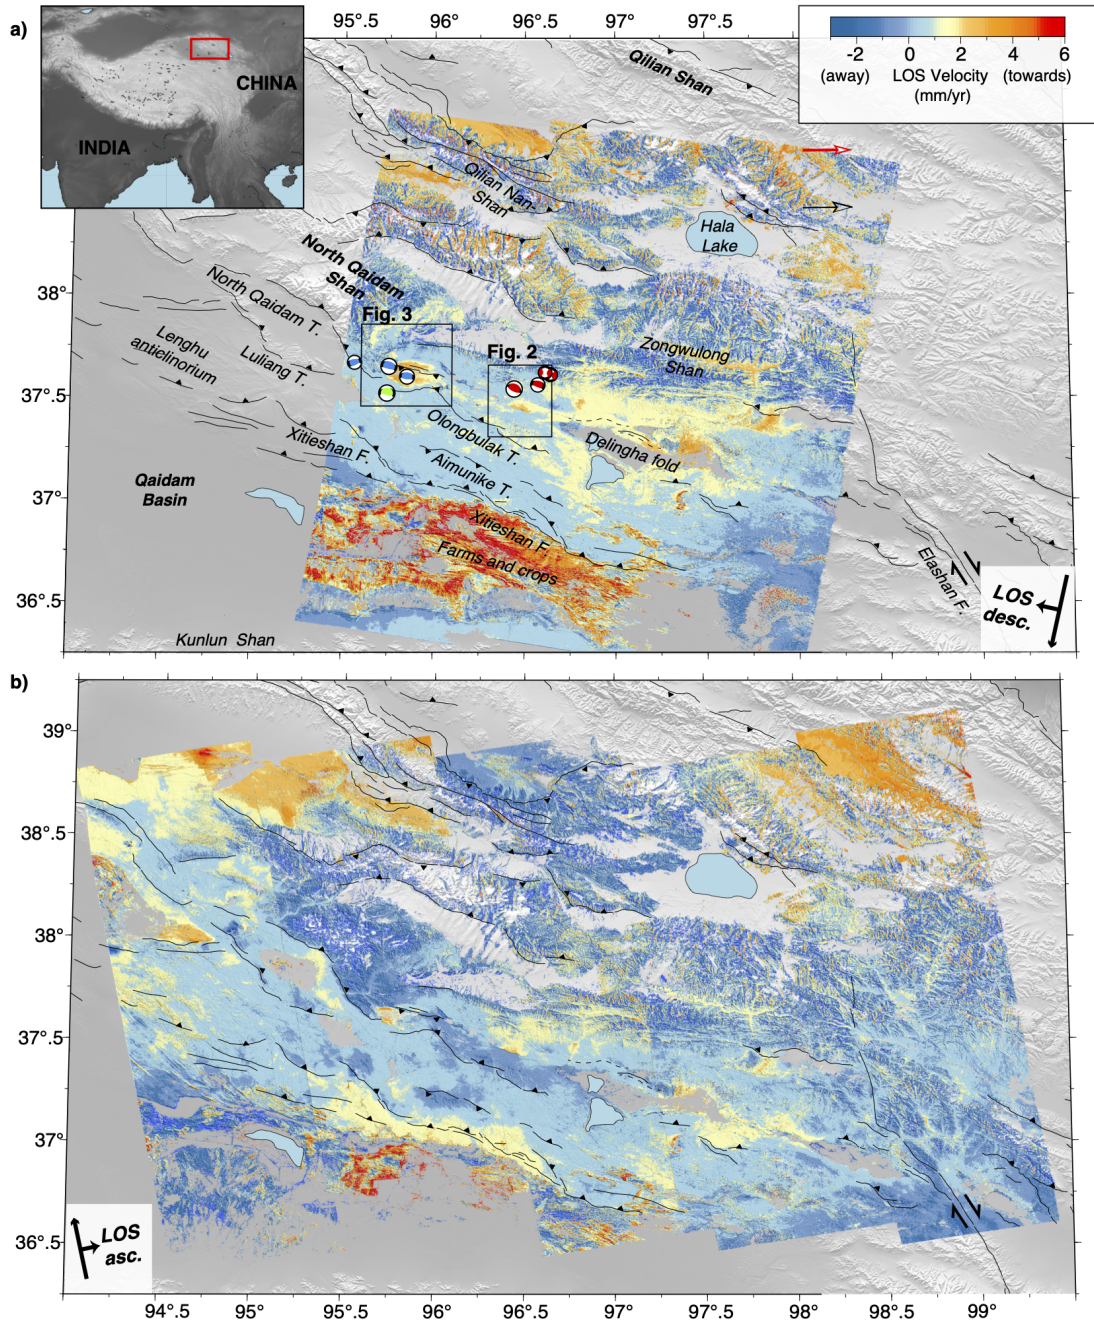 a)
95°.5
96°
96°.5
97°
97°.5
-2
0
2
4
6
(away)
LOS Velocity
(towards)
(mm/yr)
CHINA
INDIA
Qilian Shan
Qilian Nan-
Shan
Hala
Lake
North Qaidam
Shan
38°
North Qaidam T.
Fig. 3
Fig. 2
Zongwulong
Shan
Lenghu
anticlinorium
Luliang T.
37°.5
Olongbulak T.
Delingha fold
Xitieshan F.
Aimunike T.
Qaidam
Basin
37°
Xitieshan F.
Farms and crops
Elashan F.
LOS
desc.
36°.5
Kunlun Shan
b)
39°
38°.5
38°
37°.5
37°
36°.5
LOS
asc.
94°.5
95°
95°.5
96°
96°.5
97°
97°.5
98°
98°.5
99°